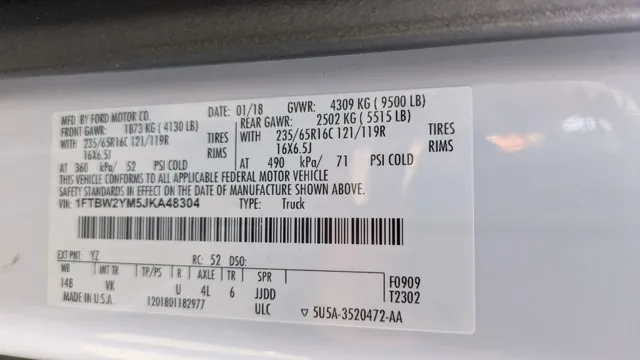 MFD. BY FORD MOTOR CO. DATE: 01/18 GVWR: 4309 KG ( 9500 LB)
FRONT GAWR: 1873 KG ( 4130 LB) REAR GAWR: 2502 KG ( 5515 LB)
WITH 235/65R16C 121/119R TIRES WITH 235/65R16C 121/119R TIRES
16X6.5J RIMS 16X6.5J RIMS
AT 360 kPa/ 52 PSI COLD AT 490 kPa/ 71 PSI COLD
THIS VEHICLE CONFORMS TO ALL APPLICABLE FEDERAL MOTOR VEHICLE
SAFETY STANDARDS IN EFFECT ON THE DATE OF MANUFACTURE SHOWN ABOVE.
VIN: 1FTBW2YM5JKA48304 TYPE: Truck
EXT PNT: YZ RC: 52 DSO:
WB INT TR TP/PS R AXLE TR SPR F0909
148 VK U 4L 6 JJDD T2302
MADE IN U.S.A. 1201801182977 ULC ▽ 5U5A-3520472-AA